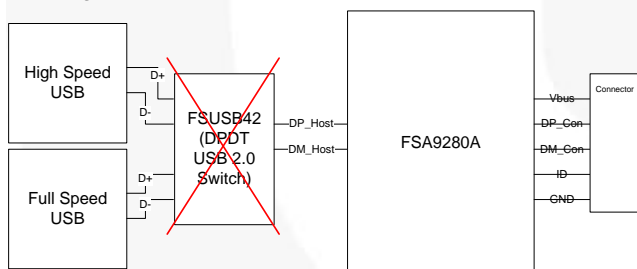 High Speed
USB
D+
D-
Full Speed
USB
D+
D-
FSUSB42
(DPDT
USB 2.0
Switch)
DP_Host
DM_Host
FSA9280A
Vbus
DP_Con
DM_Con
ID
GND
Connector